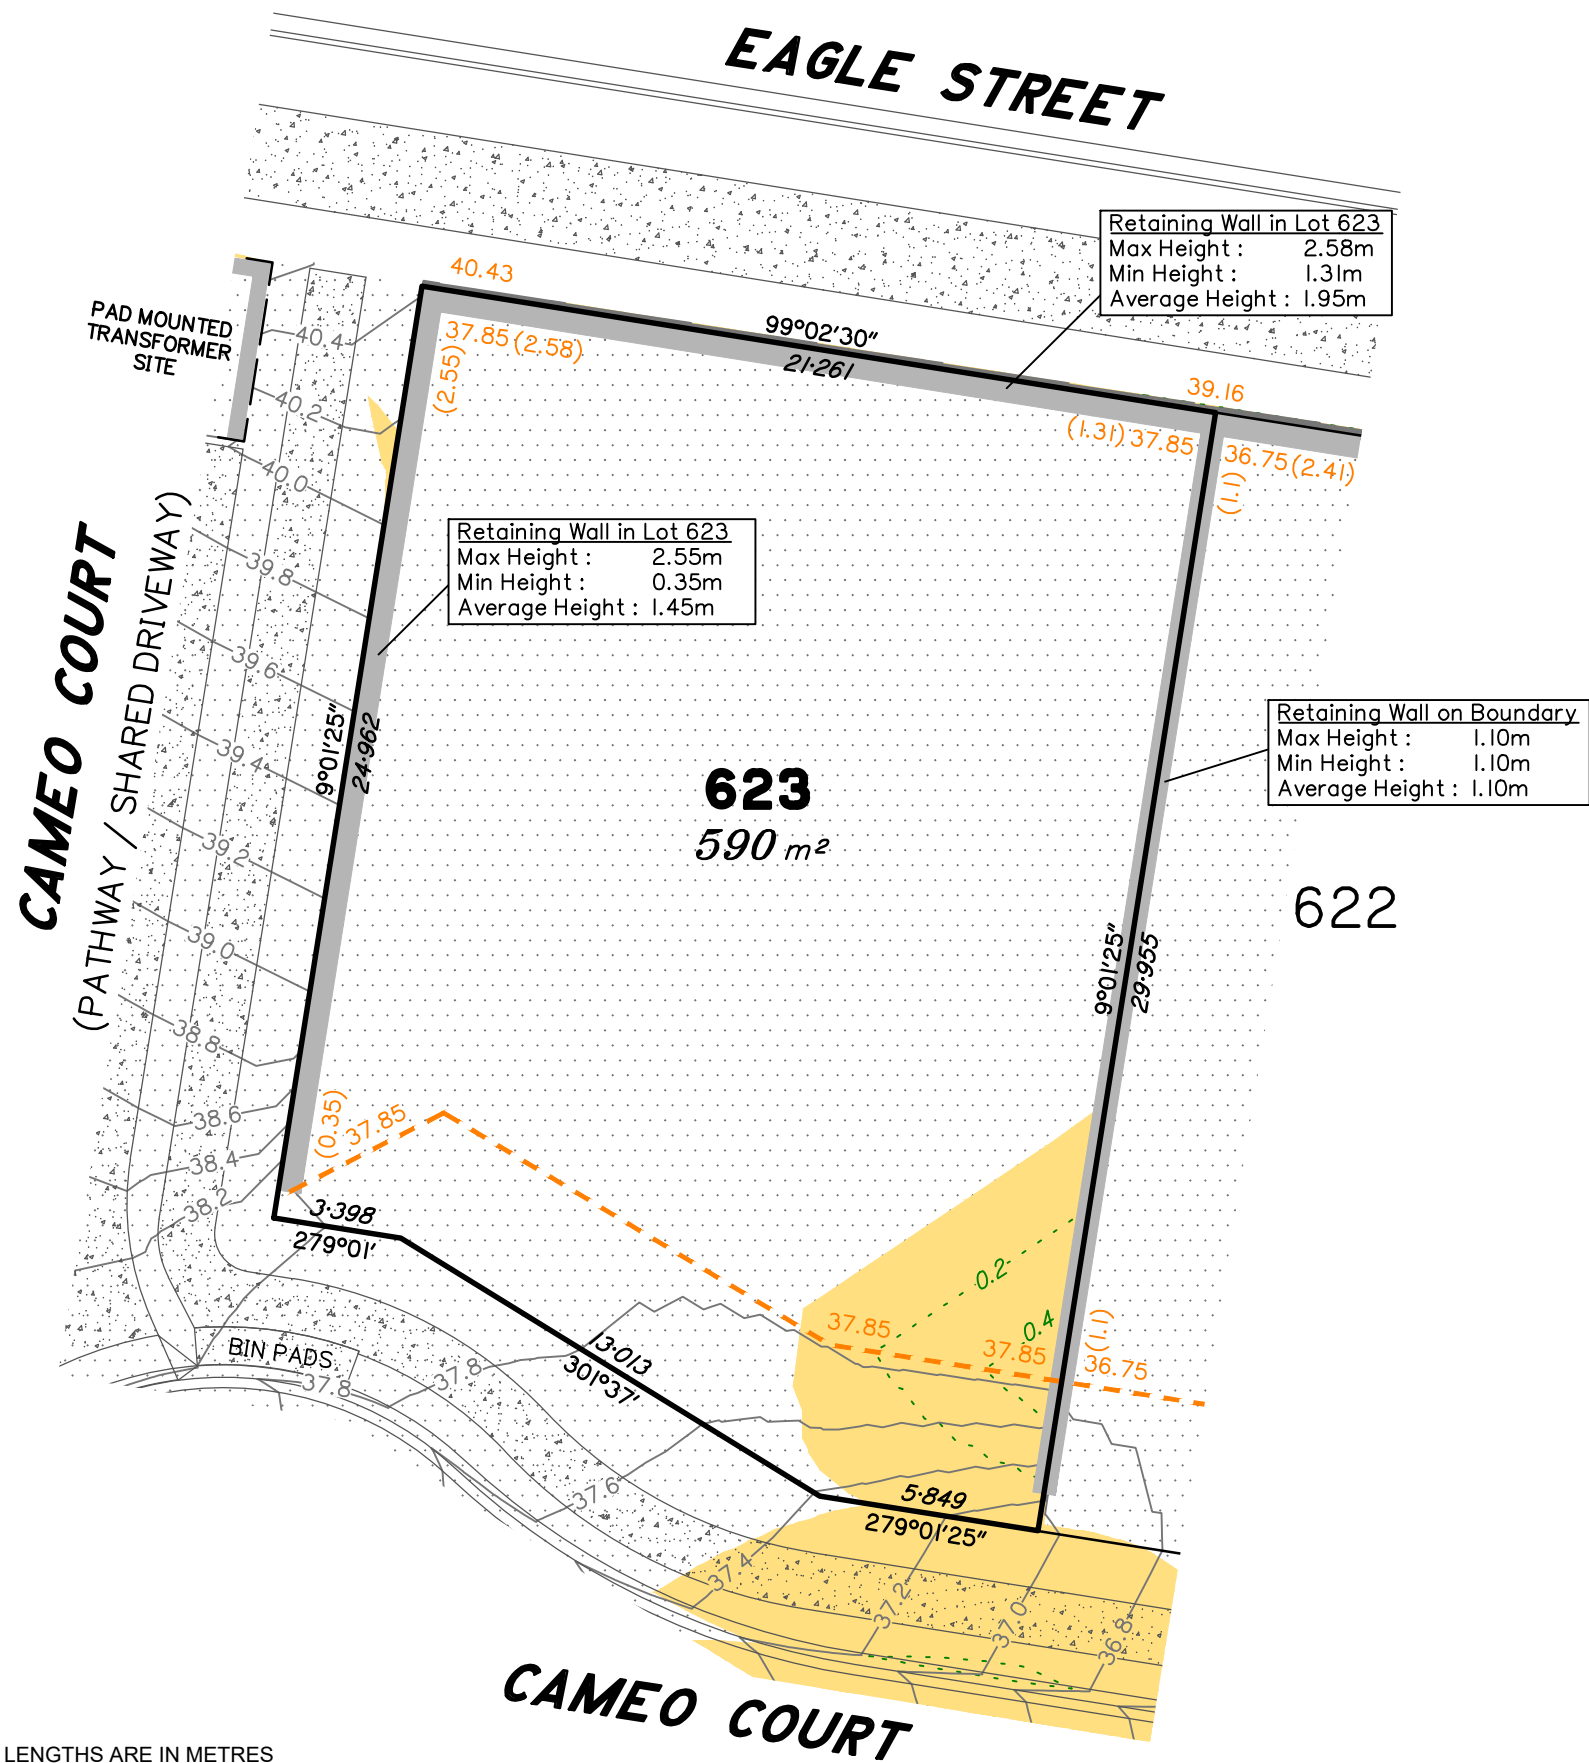 EAGLE STREET
Retaining Wall in Lot 623
Max Height : 2.58m
Min Height : 1.31m
Average Height : 1.95m
40.43
PAD MOUNTED
TRANSFORMER
SITE
40.4
99°02'30"
21·261
37.85 (2.58)
(2.55)
39.16
40.2
(1.31) 37.85
36.75 (2.41)
(1.1)
40.0
Retaining Wall in Lot 623
Max Height : 2.55m
Min Height : 0.35m
Average Height : 1.45m
39.8
CAMEO COURT
(PATHWAY / SHARED DRIVEWAY)
39.6
39.4
9°01'25"
24·962
Retaining Wall on Boundary
Max Height : 1.10m
Min Height : 1.10m
Average Height : 1.10m
623
590 m²
39.2
622
39.0
9°01'25"
29·955
38.8
38.6
(0.35)
37.85
38.4
38.2
3·398
279°01'
0.2
0.4
37.85
37.85
(1.1)
36.75
BIN PADS
37.8
37.8
13·013
301°37'
37.6
5·849
279°01'25"
37.4
37.2
37.0
36.8
CAMEO COURT
LENGTHS ARE IN METRES